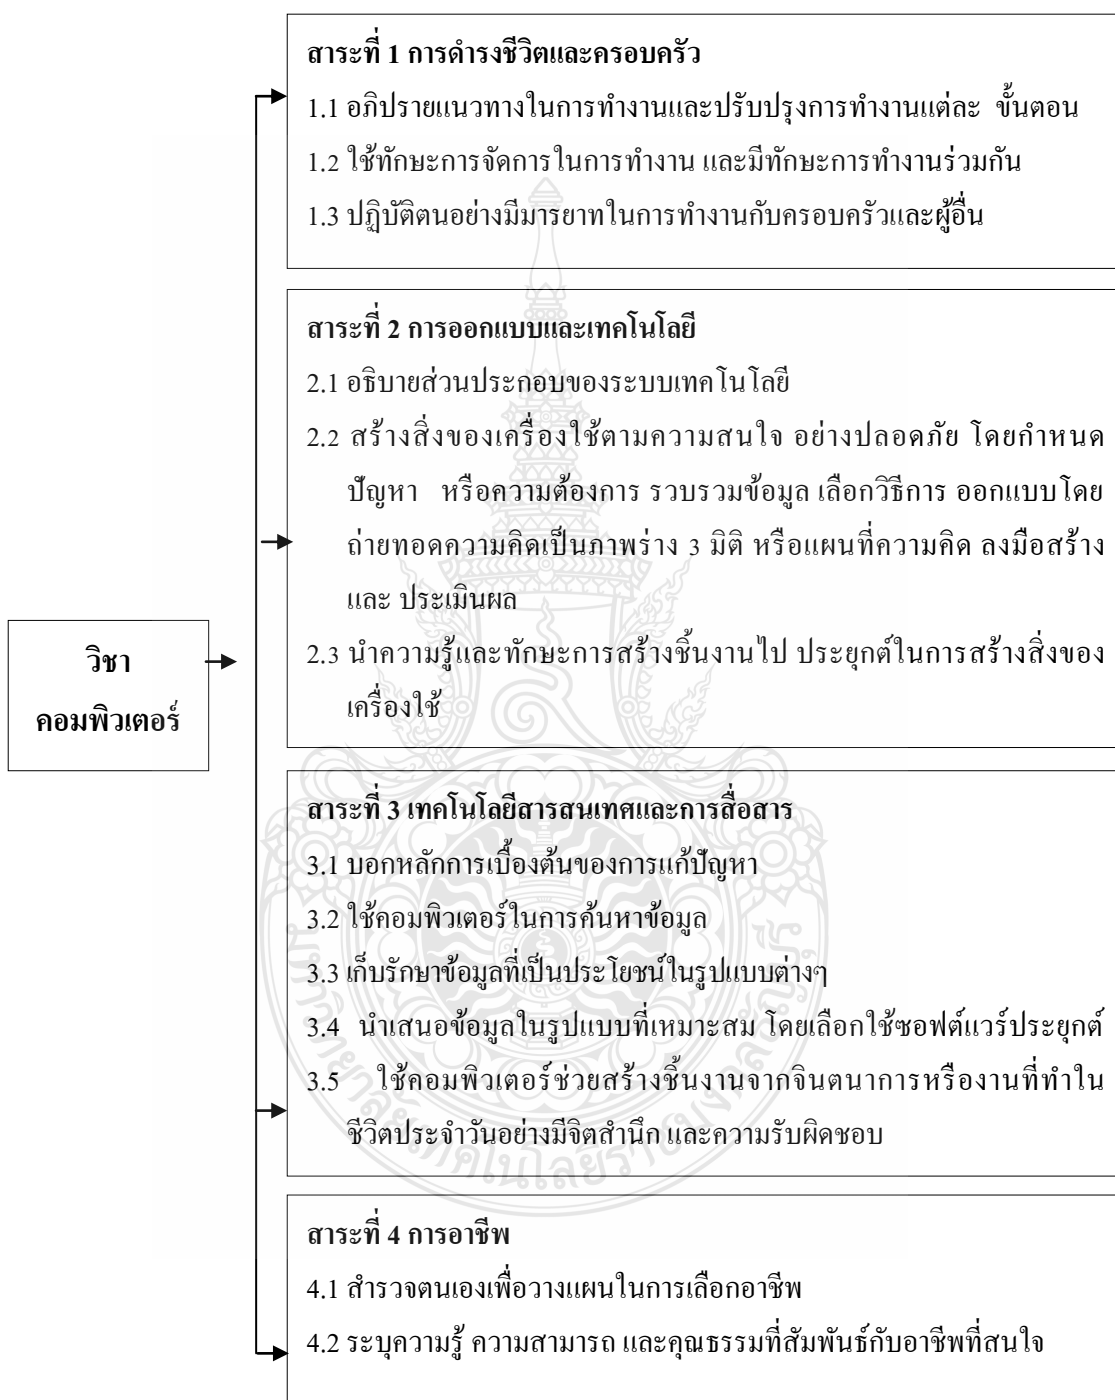 สาระที่ 1 การดำรงชีวิตและครอบครัว
1.1 อภิปรายแนวทางในการทำงานและปรับปรุงการทำงานแต่ละ ขั้นตอน
1.2 ใช้ทักษะการจัดการในการทำงาน และมีทักษะการทำงานร่วมกัน
1.3 ปฏิบัติตนอย่างมีมารยาทในการทำงานกับครอบครัวและผู้อื่น
สาระที่ 2 การออกแบบและเทคโนโลยี
2.1 อธิบายส่วนประกอบของระบบเทคโนโลยี
2.2 สร้างสิ่งของเครื่องใช้ตามความสนใจ อย่างปลอดภัย โดยกำหนด
ปัญหา หรือความต้องการ รวบรวมข้อมูล เลือกวิธีการ ออกแบบโดย
ถ่ายทอดความคิดเป็นภาพร่าง 3 มิติ หรือแผนที่ความคิด ลงมือสร้าง
และ ประเมินผล
2.3 นำความรู้และทักษะการสร้างชิ้นงานไป ประยุกต์ในการสร้างสิ่งของ
เครื่องใช้
วิชา
คอมพิวเตอร์
สาระที่ 3 เทคโนโลยีสารสนเทศและการสื่อสาร
3.1 บอกหลักการเบื้องต้นของการแก้ปัญหา
3.2 ใช้คอมพิวเตอร์ในการค้นหาข้อมูล
3.3 เก็บรักษาข้อมูลที่เป็นประโยชน์ในรูปแบบต่างๆ
3.4 นำเสนอข้อมูลในรูปแบบที่เหมาะสม โดยเลือกใช้ซอฟต์แวร์ประยุกต์
3.5 ใช้คอมพิวเตอร์ช่วยสร้างชิ้นงานจากจินตนาการหรืองานที่ทำใน
ชีวิตประจำวันอย่างมีจิตสำนึก และความรับผิดชอบ
มหาวิทยาลัยเทคโนโลยีราชมงคลธัญบุรี
สาระที่ 4 การอาชีพ
4.1 สำรวจตนเองเพื่อวางแผนในการเลือกอาชีพ
4.2 ระบุความรู้ ความสามารถ และคุณธรรมที่สัมพันธ์กับอาชีพที่สนใจ